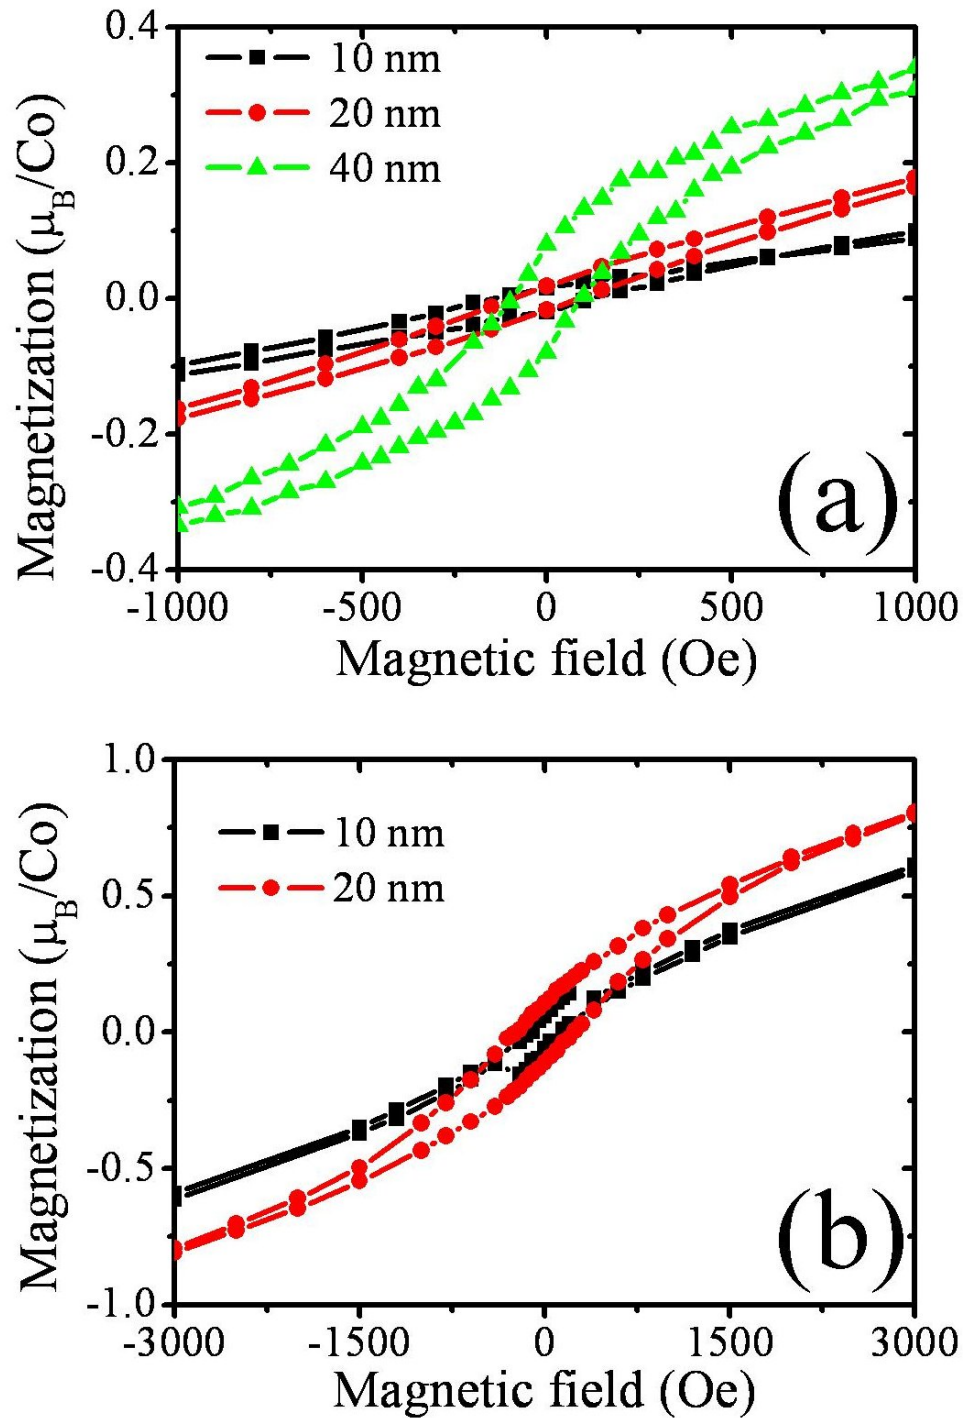 0.4
0.2
0.0
-0.2
-0.4
Magnetization (μB/Co)
10 nm
20 nm
40 nm
(a)
-1000
-500
0
500
1000
Magnetic field (Oe)
1.0
0.5
0.0
-0.5
-1.0
Magnetization (μB/Co)
10 nm
20 nm
(b)
-3000
-1500
0
1500
3000
Magnetic field (Oe)